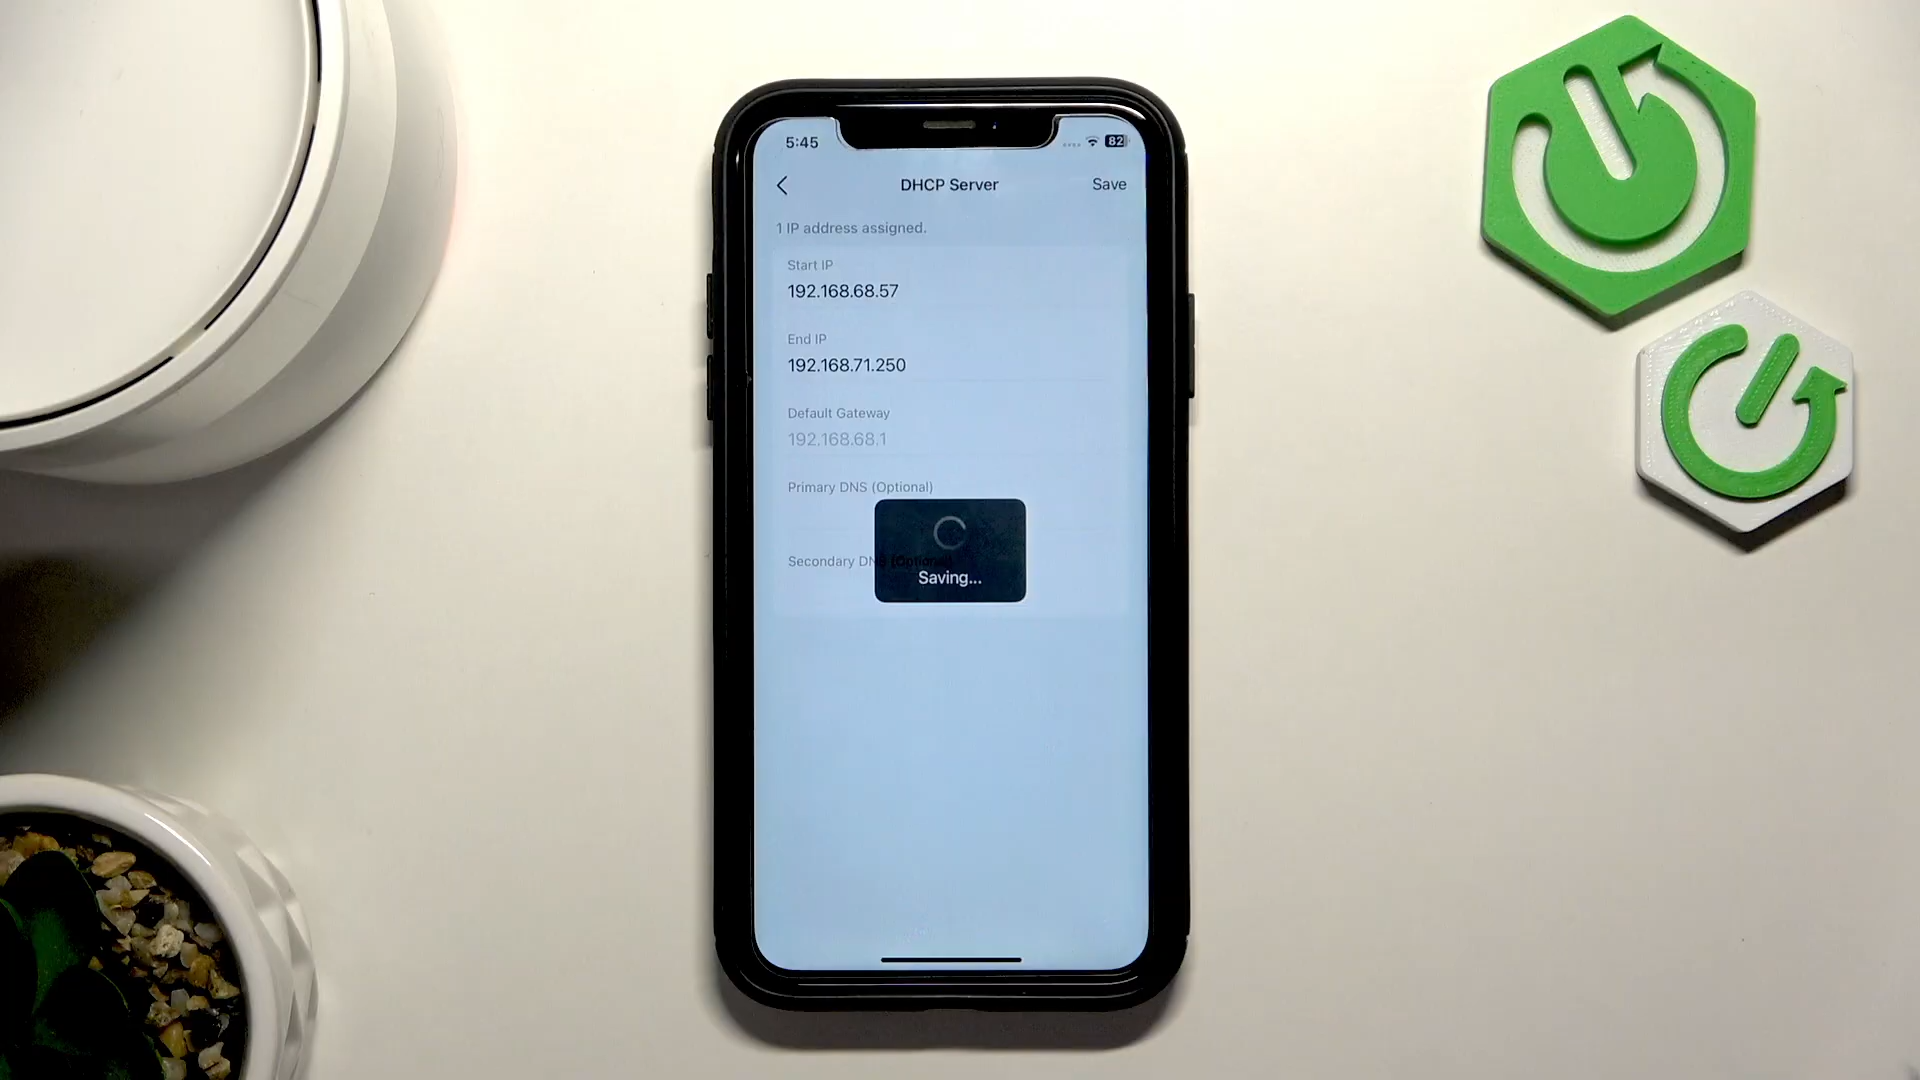 5:45
82
DHCP Server
Save
1 IP address assigned.
Start IP
192.168.68.57
End IP
192.168.71.250
Default Gateway
192.168.68.1
Primary DNS (Optional)
Secondary DNS (Optional)
Saving...